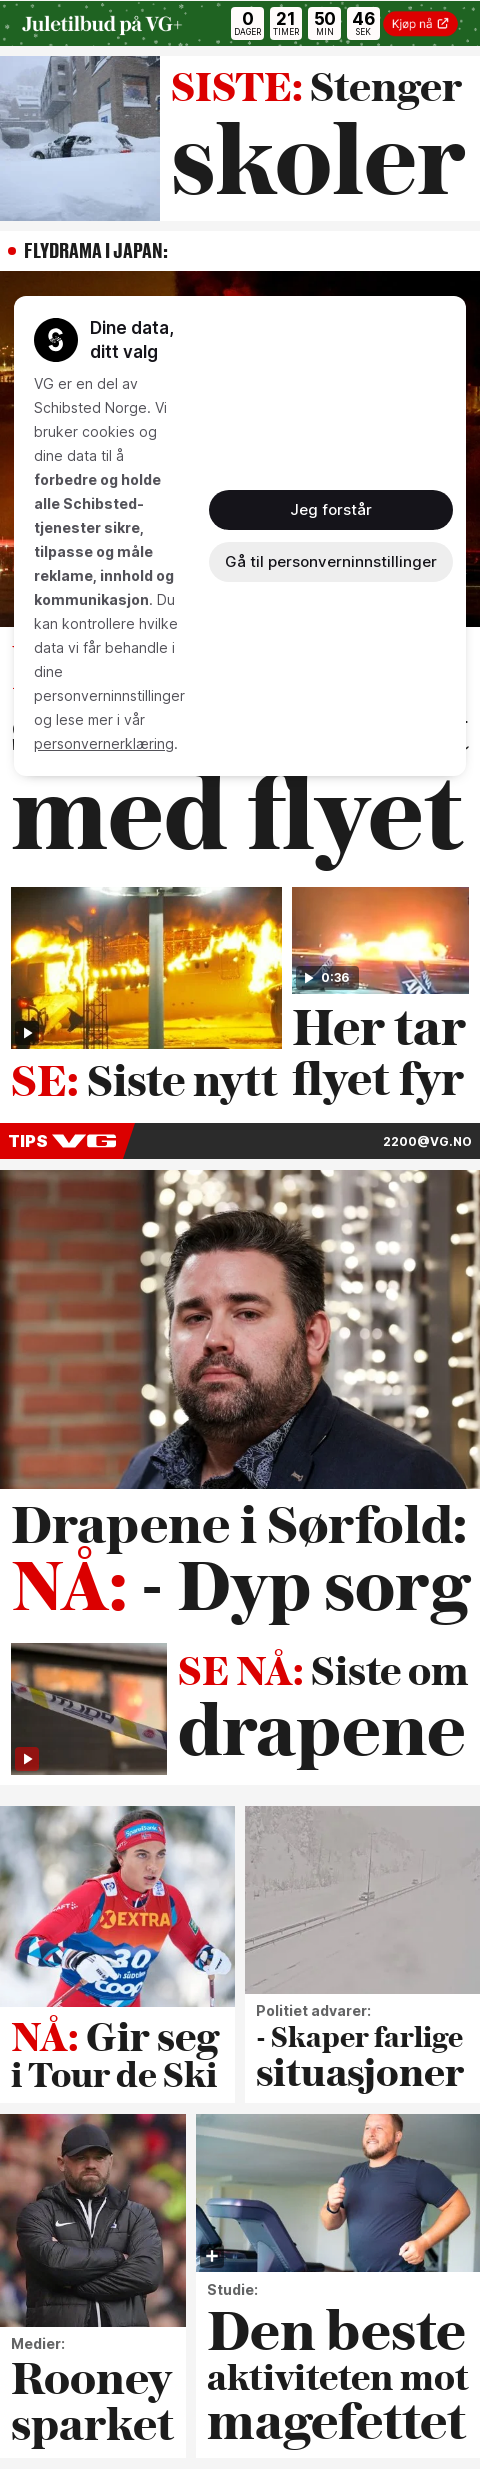 Juletilbud på VG+
0 21 50 46
DAGER TIMER MIN SEK
Kjøp nå
SISTE: Stenger
skoler
FLYDRAMA I JAPAN:
Dine data,
ditt valg
VG er en del av
Schibsted Norge. Vi
bruker cookies og
dine data til å
forbedre og holde
alle Schibsted-
tjenester sikre,
tilpasse og måle
reklame, innhold og
kommunikasjon. Du
kan kontrollere hvilke
data vi får behandle i
dine
personverninnstillinger
og lese mer i vår
personvernerklæring.
Jeg forstår
Gå til personverninnstillinger
med flyet
0:36
SE: Siste nytt
Her tar
flyet fyr
TIPS VG
2200@VG.NO
Drapene i Sørfold:
NÅ: - Dyp sorg
SE NÅ: Siste om
drapene
SpareBank
EXTRA
30
coop
NÅ: Gir seg
i Tour de Ski
Politiet advarer:
- Skaper farlige
situasjoner
Medier:
Rooney
sparket
Studie:
Den beste
aktiviteten mot
magefettet